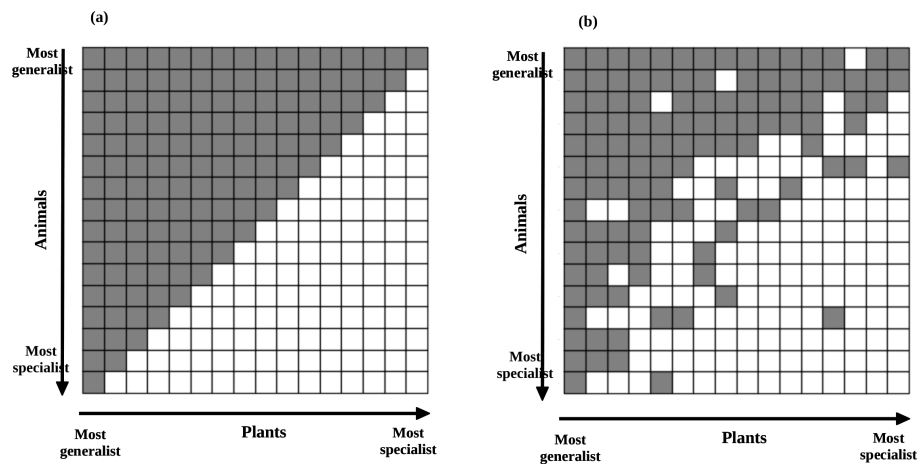 (a)
Most
generalist
Animals
Most
specialist
Most
generalist
Plants
Most
specialist
(b)
Most
generalist
Animals
Most
specialist
Most
generalist
Plants
Most
specialist